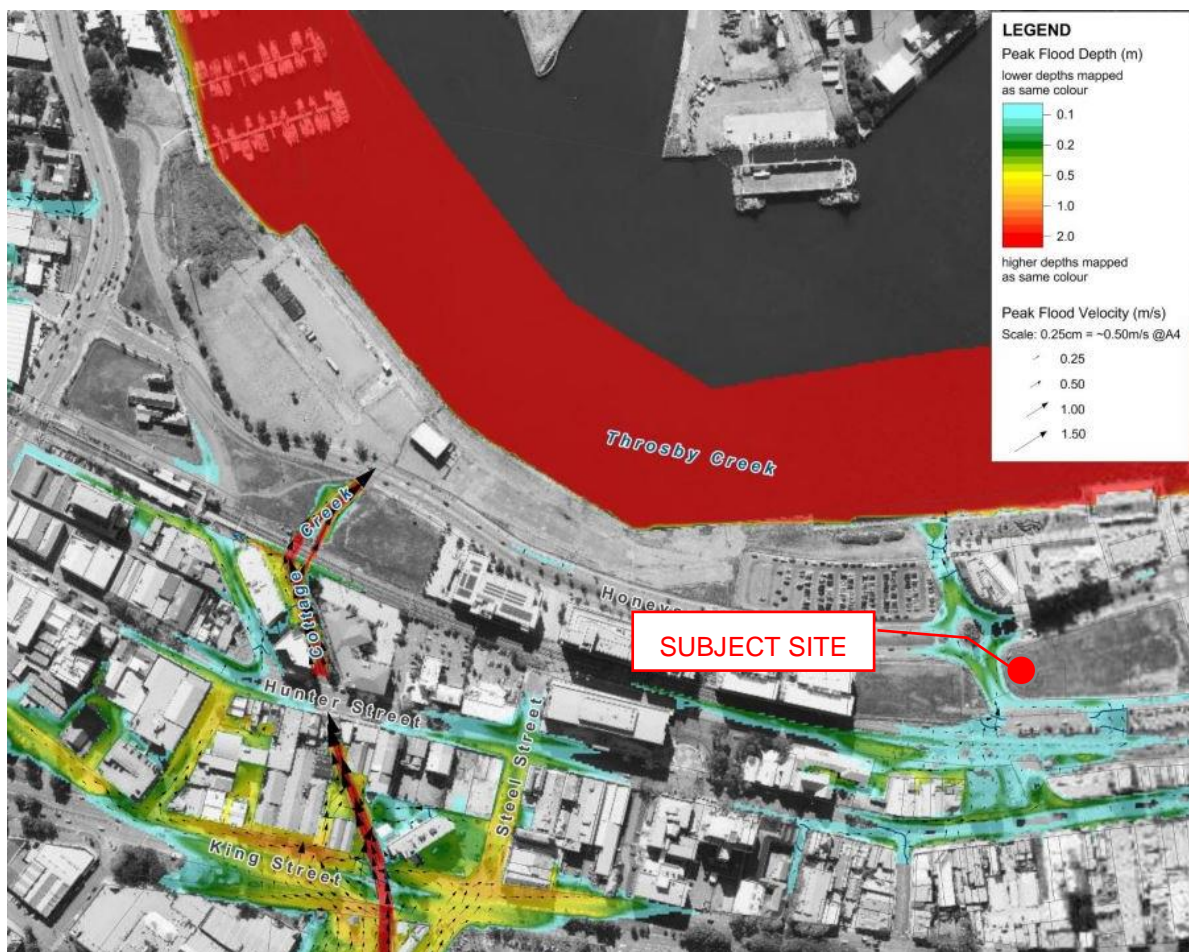 LEGEND
Peak Flood Depth (m)
lower depths mapped
as same colour
0.1
0.2
0.5
1.0
2.0
higher depths mapped
as same colour
Peak Flood Velocity (m/s)
Scale: 0.25cm = ~0.50m/s @A4
0.25
0.50
1.00
1.50
Throsby Creek
Cottage Creek
Honeys
SUBJECT SITE
Hunter Street
Steel Street
King Street